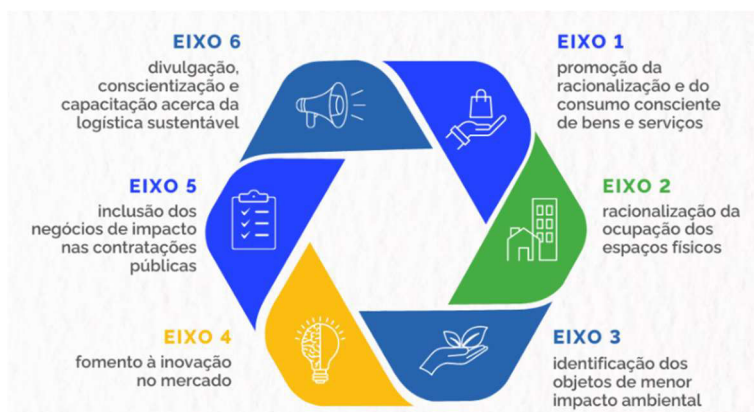 EIXO 1
promoção da
racionalização e do
consumo consciente
de bens e serviços
EIXO 2
racionalização da
ocupação dos
espaços físicos
EIXO 3
identificação dos
objetos de menor
impacto ambiental
EIXO 4
fomento à inovação
no mercado
EIXO 5
inclusão dos
negócios de impacto
nas contratações
públicas
EIXO 6
divulgação,
conscientização e
capacitação acerca da
logística sustentável